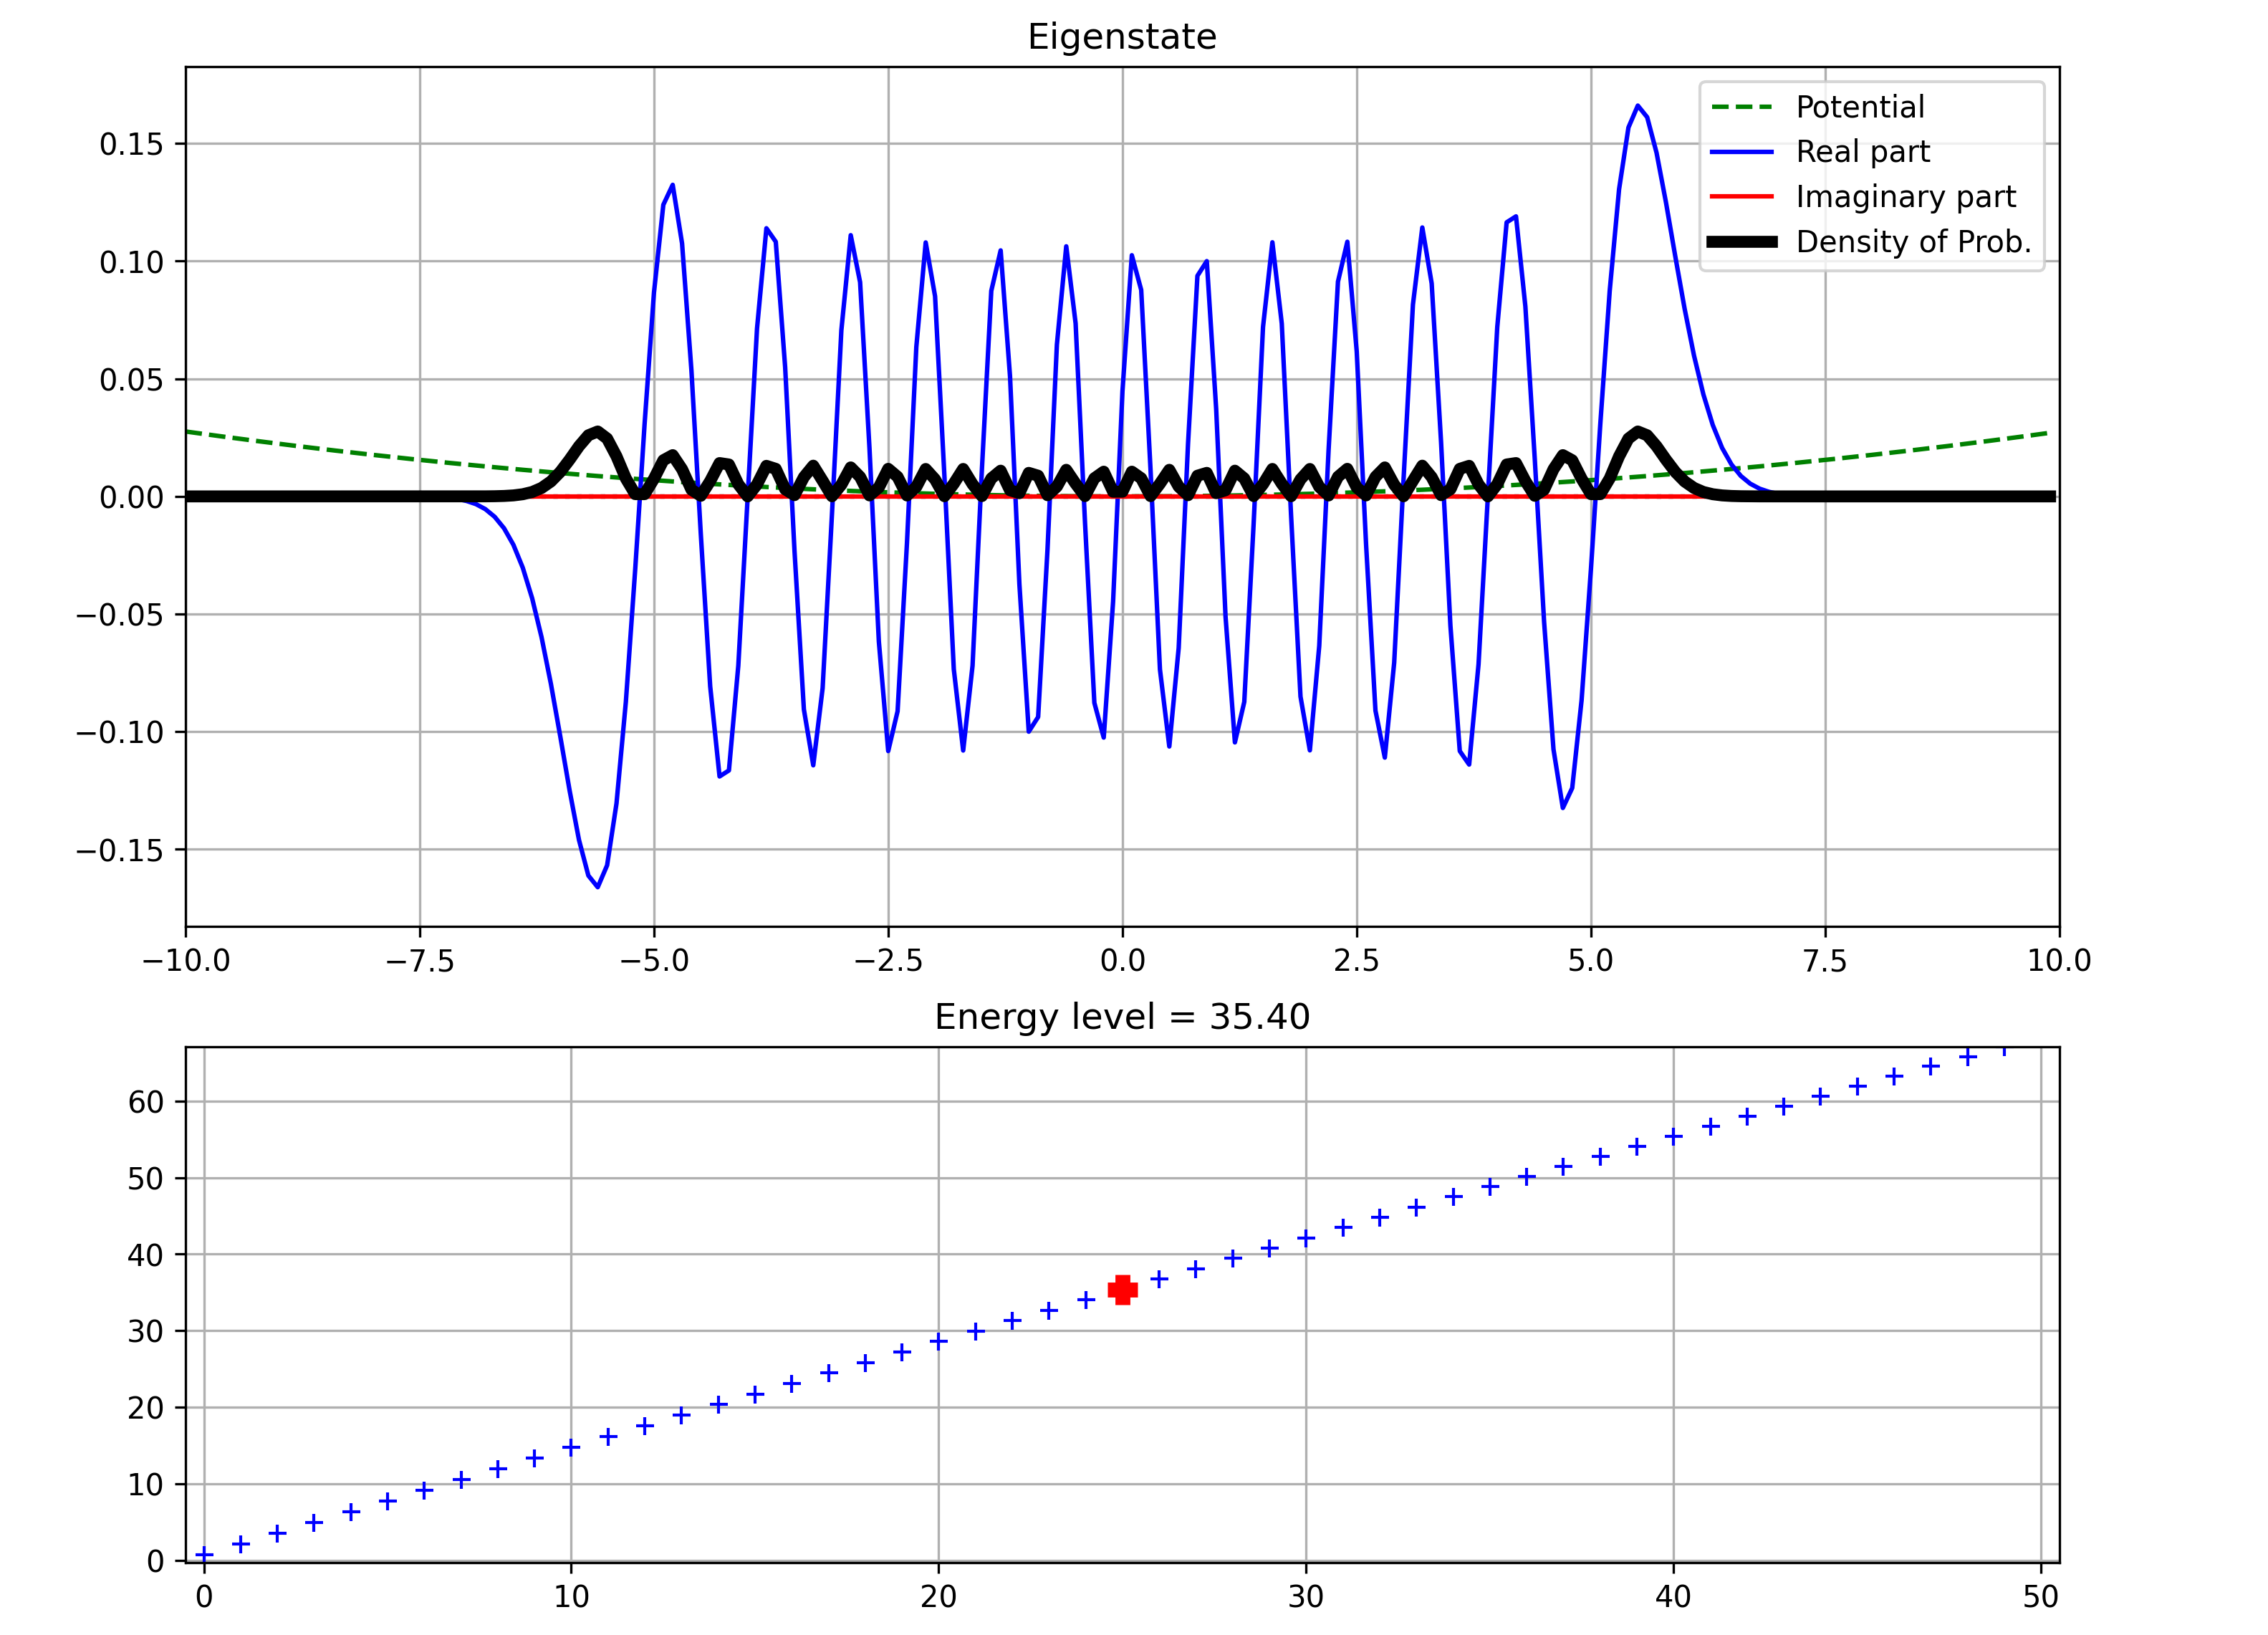 Eigenstate
Potential
Real part
Imaginary part
Density of Prob.
0.15
0.10
0.05
0.00
−0.05
−0.10
−0.15
−10.0 −7.5 −5.0 −2.5 0.0 2.5 5.0 7.5 10.0
Energy level = 35.40
60
50
40
30
20
10
0
0 10 20 30 40 50